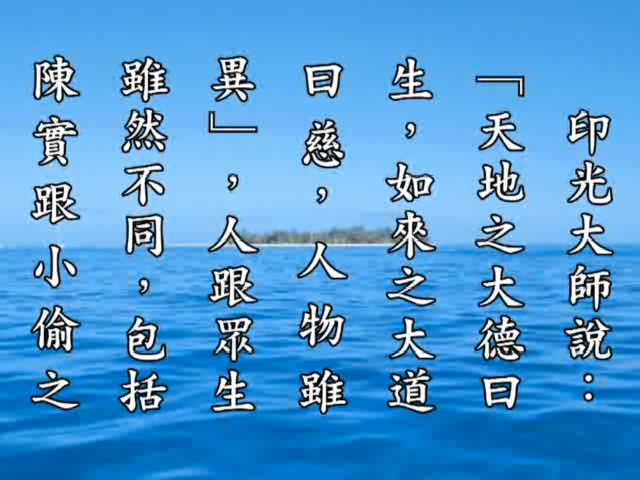 印光大師說：
『天地之大德曰
生，如來之大道
曰慈，人物雖
異』，人跟眾生
雖然不同，包括
陳實跟小偷之